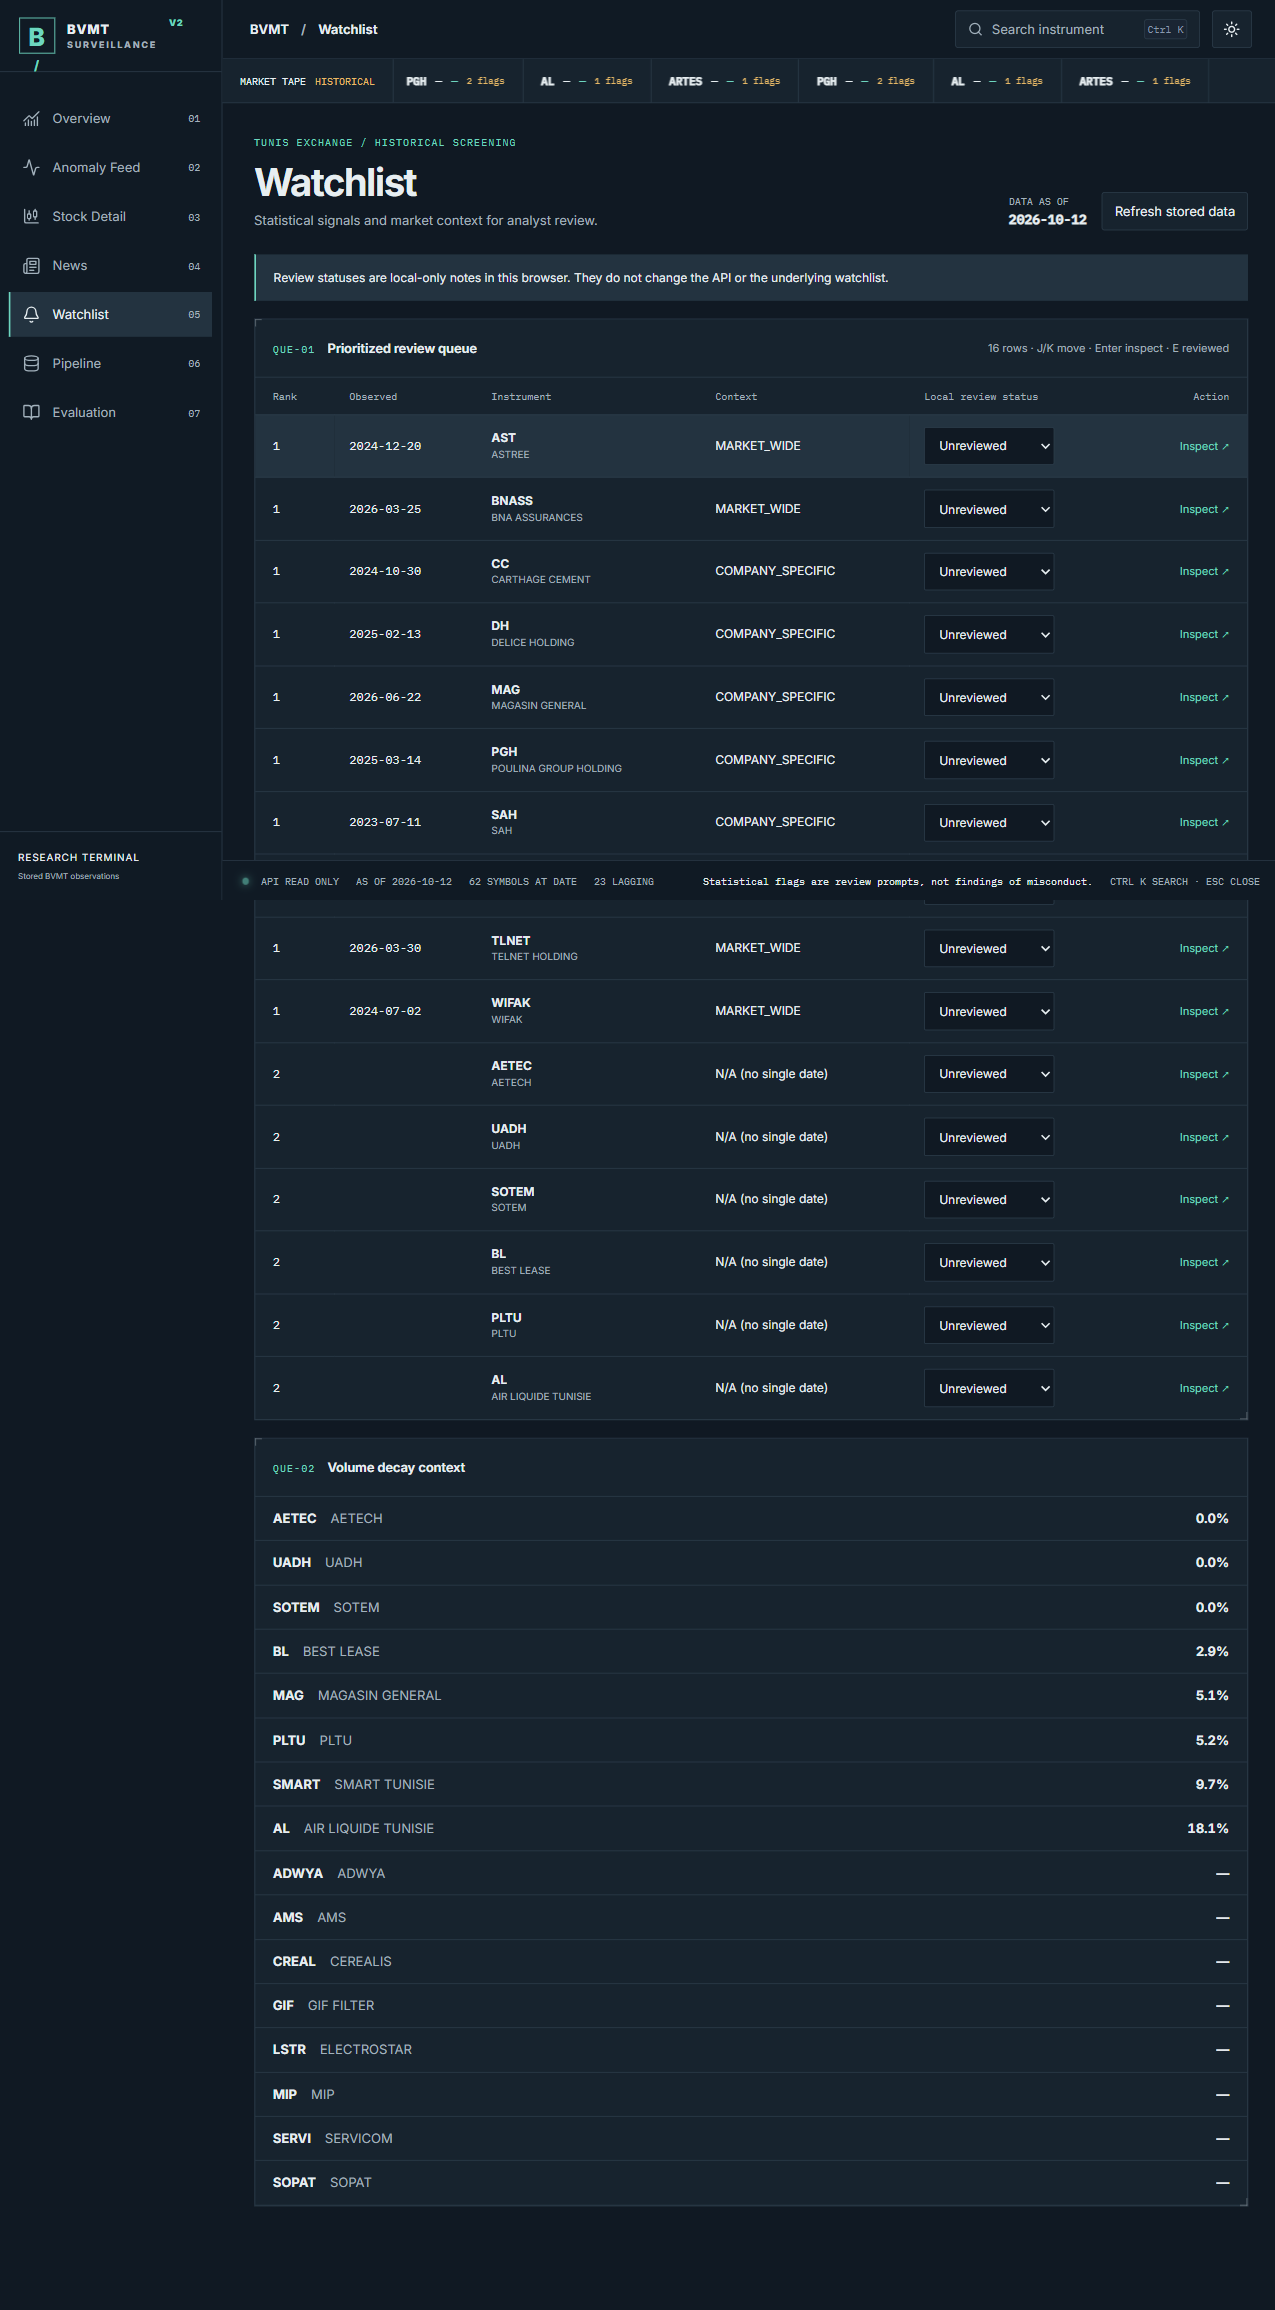 B
/
BVMT
SURVEILLANCE
V2
Overview 01
Anomaly Feed 02
Stock Detail 03
News 04
Watchlist 05
Pipeline 06
Evaluation 07
RESEARCH TERMINAL
Stored BVMT observations
BVMT / Watchlist
Search instrument Ctrl K
MARKET TAPE HISTORICAL PGH — — 2 flags AL — — 1 flags ARTES — — 1 flags PGH — — 2 flags AL — — 1 flags ARTES — — 1 flags
TUNIS EXCHANGE / HISTORICAL SCREENING
Watchlist
Statistical signals and market context for analyst review.
DATA AS OF
2026-10-12
Refresh stored data
Review statuses are local-only notes in this browser. They do not change the API or the underlying watchlist.
QUE-01 Prioritized review queue 16 rows · J/K move · Enter inspect · E reviewed
Rank Observed Instrument Context Local review status Action
1 2024-12-20 AST MARKET_WIDE Unreviewed Inspect ↗
ASTREE
1 2026-03-25 BNASS MARKET_WIDE Unreviewed Inspect ↗
BNA ASSURANCES
1 2024-10-30 CC COMPANY_SPECIFIC Unreviewed Inspect ↗
CARTHAGE CEMENT
1 2025-02-13 DH COMPANY_SPECIFIC Unreviewed Inspect ↗
DELICE HOLDING
1 2026-06-22 MAG COMPANY_SPECIFIC Unreviewed Inspect ↗
MAGASIN GENERAL
1 2025-03-14 PGH COMPANY_SPECIFIC Unreviewed Inspect ↗
POULINA GROUP HOLDING
1 2023-07-11 SAH COMPANY_SPECIFIC Unreviewed Inspect ↗
SAH
API READ ONLY AS OF 2026-10-12 62 SYMBOLS AT DATE 23 LAGGING Statistical flags are review prompts, not findings of misconduct. CTRL K SEARCH · ESC CLOSE
1 2026-03-30 TLNET MARKET_WIDE Unreviewed Inspect ↗
TELNET HOLDING
1 2024-07-02 WIFAK MARKET_WIDE Unreviewed Inspect ↗
WIFAK
2 AETEC N/A (no single date) Unreviewed Inspect ↗
AETECH
2 UADH N/A (no single date) Unreviewed Inspect ↗
UADH
2 SOTEM N/A (no single date) Unreviewed Inspect ↗
SOTEM
2 BL N/A (no single date) Unreviewed Inspect ↗
BEST LEASE
2 PLTU N/A (no single date) Unreviewed Inspect ↗
PLTU
2 AL N/A (no single date) Unreviewed Inspect ↗
AIR LIQUIDE TUNISIE
QUE-02 Volume decay context
AETEC AETECH 0.0%
UADH UADH 0.0%
SOTEM SOTEM 0.0%
BL BEST LEASE 2.9%
MAG MAGASIN GENERAL 5.1%
PLTU PLTU 5.2%
SMART SMART TUNISIE 9.7%
AL AIR LIQUIDE TUNISIE 18.1%
ADWYA ADWYA —
AMS AMS —
CREAL CEREALIS —
GIF GIF FILTER —
LSTR ELECTROSTAR —
MIP MIP —
SERVI SERVICOM —
SOPAT SOPAT —